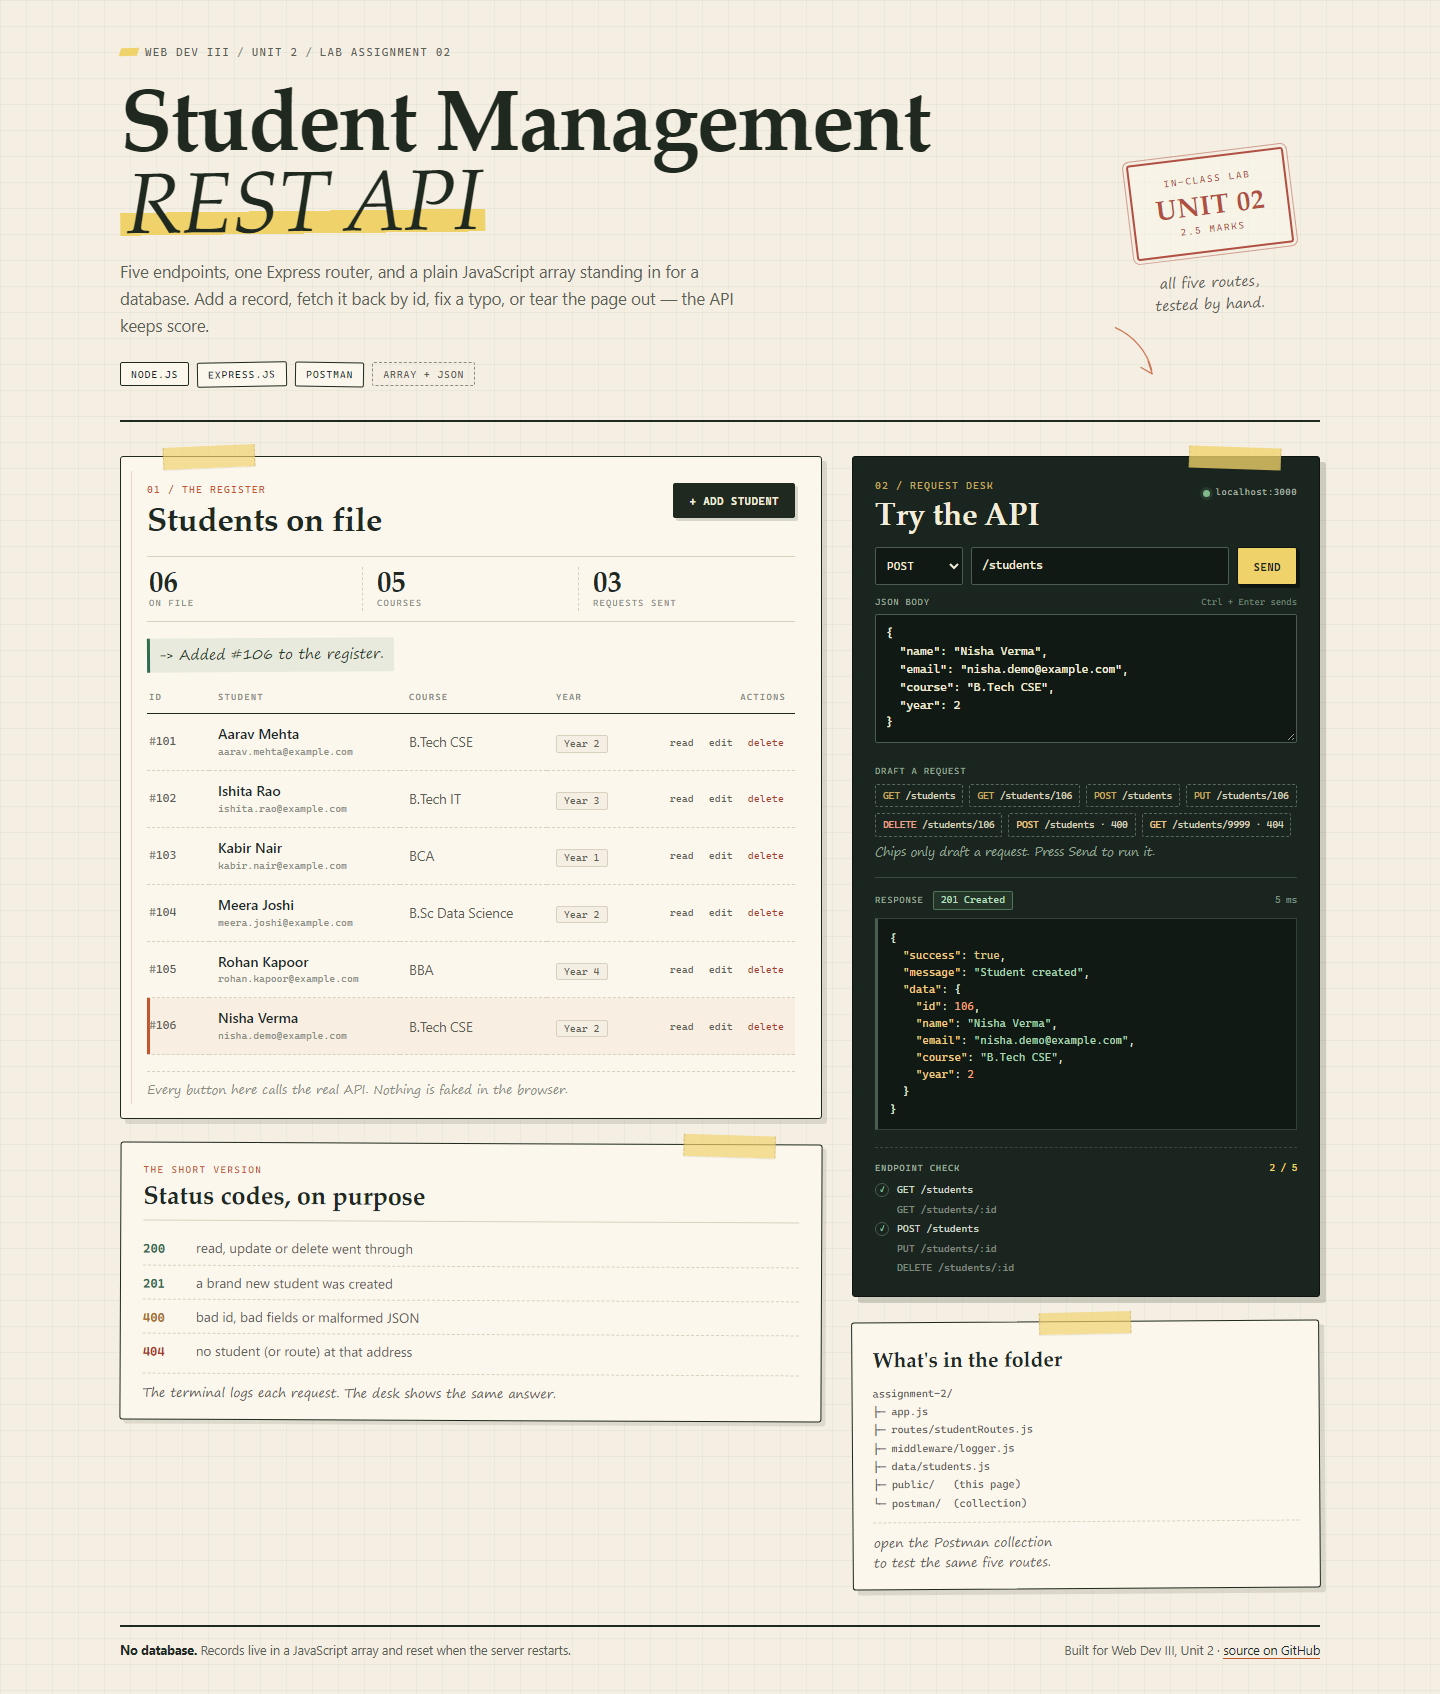 WEB DEV III / UNIT 2 / LAB ASSIGNMENT 02
Student Management
REST API
Five endpoints, one Express router, and a plain JavaScript array standing in for a
database. Add a record, fetch it back by id, fix a typo, or tear the page out — the API
keeps score.
NODE.JS EXPRESS.JS POSTMAN ARRAY + JSON
IN-CLASS LAB
UNIT 02
2.5 MARKS
all five routes,
tested by hand.
01 / THE REGISTER
Students on file
+ ADD STUDENT
06 05 03
ON FILE COURSES REQUESTS SENT
-> Added #106 to the register.
ID STUDENT COURSE YEAR ACTIONS
#101 Aarav Mehta B.Tech CSE Year 2 read edit delete
aarav.mehta@example.com
#102 Ishita Rao B.Tech IT Year 3 read edit delete
ishita.rao@example.com
#103 Kabir Nair BCA Year 1 read edit delete
kabir.nair@example.com
#104 Meera Joshi B.Sc Data Science Year 2 read edit delete
meera.joshi@example.com
#105 Rohan Kapoor BBA Year 4 read edit delete
rohan.kapoor@example.com
#106 Nisha Verma B.Tech CSE Year 2 read edit delete
nisha.demo@example.com
Every button here calls the real API. Nothing is faked in the browser.
THE SHORT VERSION
Status codes, on purpose
200 read, update or delete went through
201 a brand new student was created
400 bad id, bad fields or malformed JSON
404 no student (or route) at that address
The terminal logs each request. The desk shows the same answer.
02 / REQUEST DESK
Try the API
localhost:3000
POST /students SEND
JSON BODY Ctrl + Enter sends
{
"name": "Nisha Verma",
"email": "nisha.demo@example.com",
"course": "B.Tech CSE",
"year": 2
}
DRAFT A REQUEST
GET /students GET /students/106 POST /students PUT /students/106
DELETE /students/106 POST /students · 400 GET /students/9999 · 404
Chips only draft a request. Press Send to run it.
RESPONSE 201 Created 5 ms
{
"success": true,
"message": "Student created",
"data": {
"id": 106,
"name": "Nisha Verma",
"email": "nisha.demo@example.com",
"course": "B.Tech CSE",
"year": 2
}
}
ENDPOINT CHECK 2 / 5
✓ GET /students
GET /students/:id
✓ POST /students
PUT /students/:id
DELETE /students/:id
What's in the folder
assignment-2/
├─ app.js
├─ routes/studentRoutes.js
├─ middleware/logger.js
├─ data/students.js
├─ public/ (this page)
└─ postman/ (collection)
open the Postman collection
to test the same five routes.
No database. Records live in a JavaScript array and reset when the server restarts.
Built for Web Dev III, Unit 2 · source on GitHub